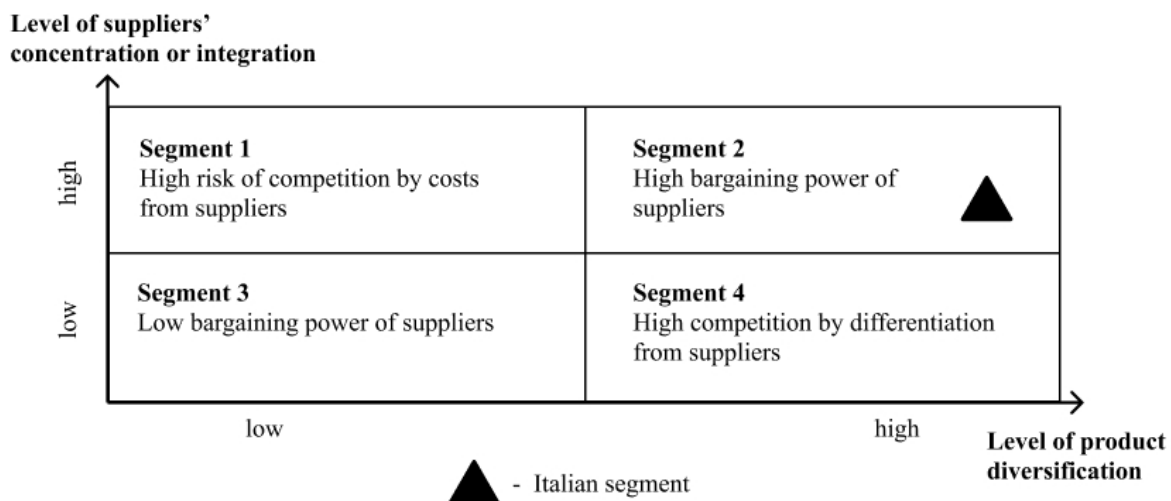 Level of suppliers'
concentration or integration
high
Segment 1
High risk of competition by costs
from suppliers
Segment 2
High bargaining power of
suppliers
low
Segment 3
Low bargaining power of suppliers
Segment 4
High competition by differentiation
from suppliers
low
high
Level of product
diversification
- Italian segment